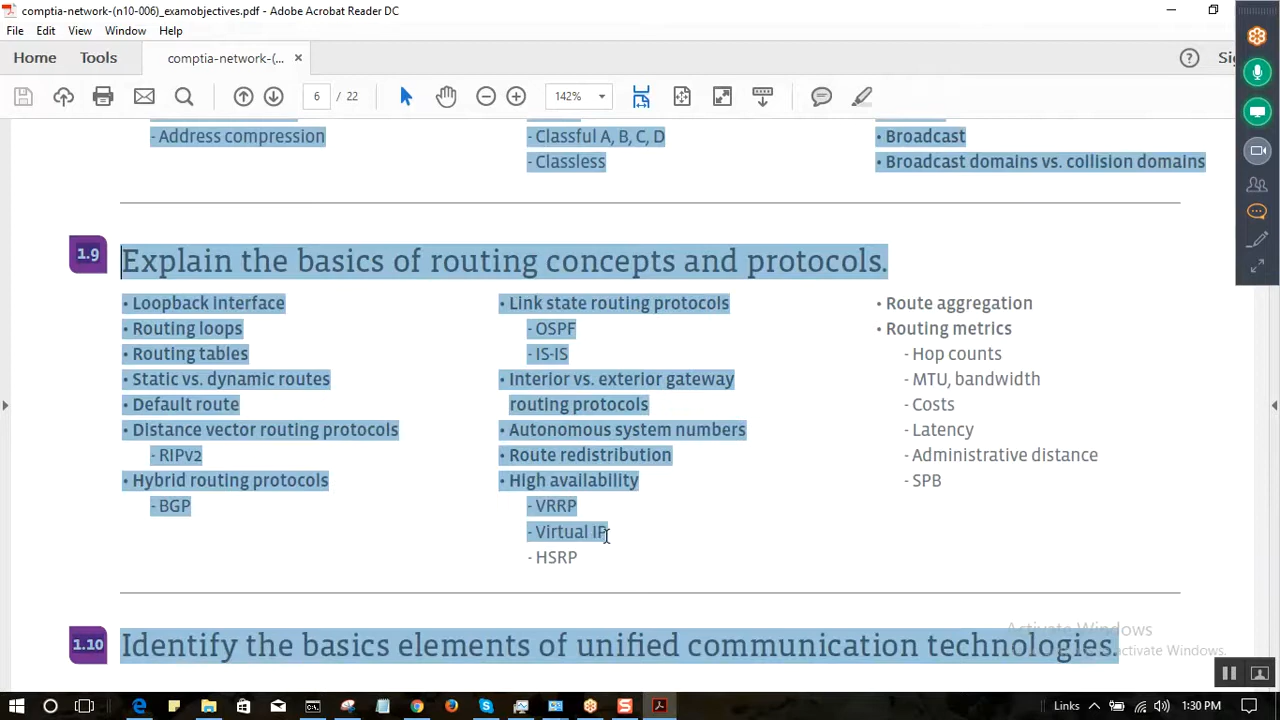 comptia-network-(n10-006)_examobjectives.pdf - Adobe Acrobat Reader DC
File Edit View Window Help
Home Tools comptia-network-(... ×
6 / 22 142%
- Address compression
- Classful A, B, C, D
- Classless
• Broadcast
• Broadcast domains vs. collision domains
1.9 Explain the basics of routing concepts and protocols.
• Loopback interface
• Routing loops
• Routing tables
• Static vs. dynamic routes
• Default route
• Distance vector routing protocols
- RIPv2
• Hybrid routing protocols
- BGP
• Link state routing protocols
- OSPF
- IS-IS
• Interior vs. exterior gateway
routing protocols
• Autonomous system numbers
• Route redistribution
• High availability
- VRRP
- Virtual IP
- HSRP
• Route aggregation
• Routing metrics
- Hop counts
- MTU, bandwidth
- Costs
- Latency
- Administrative distance
- SPB
1.10 Identify the basics elements of unified communication technologies.
Activate Windows
activate Windows.
Links 1:30 PM